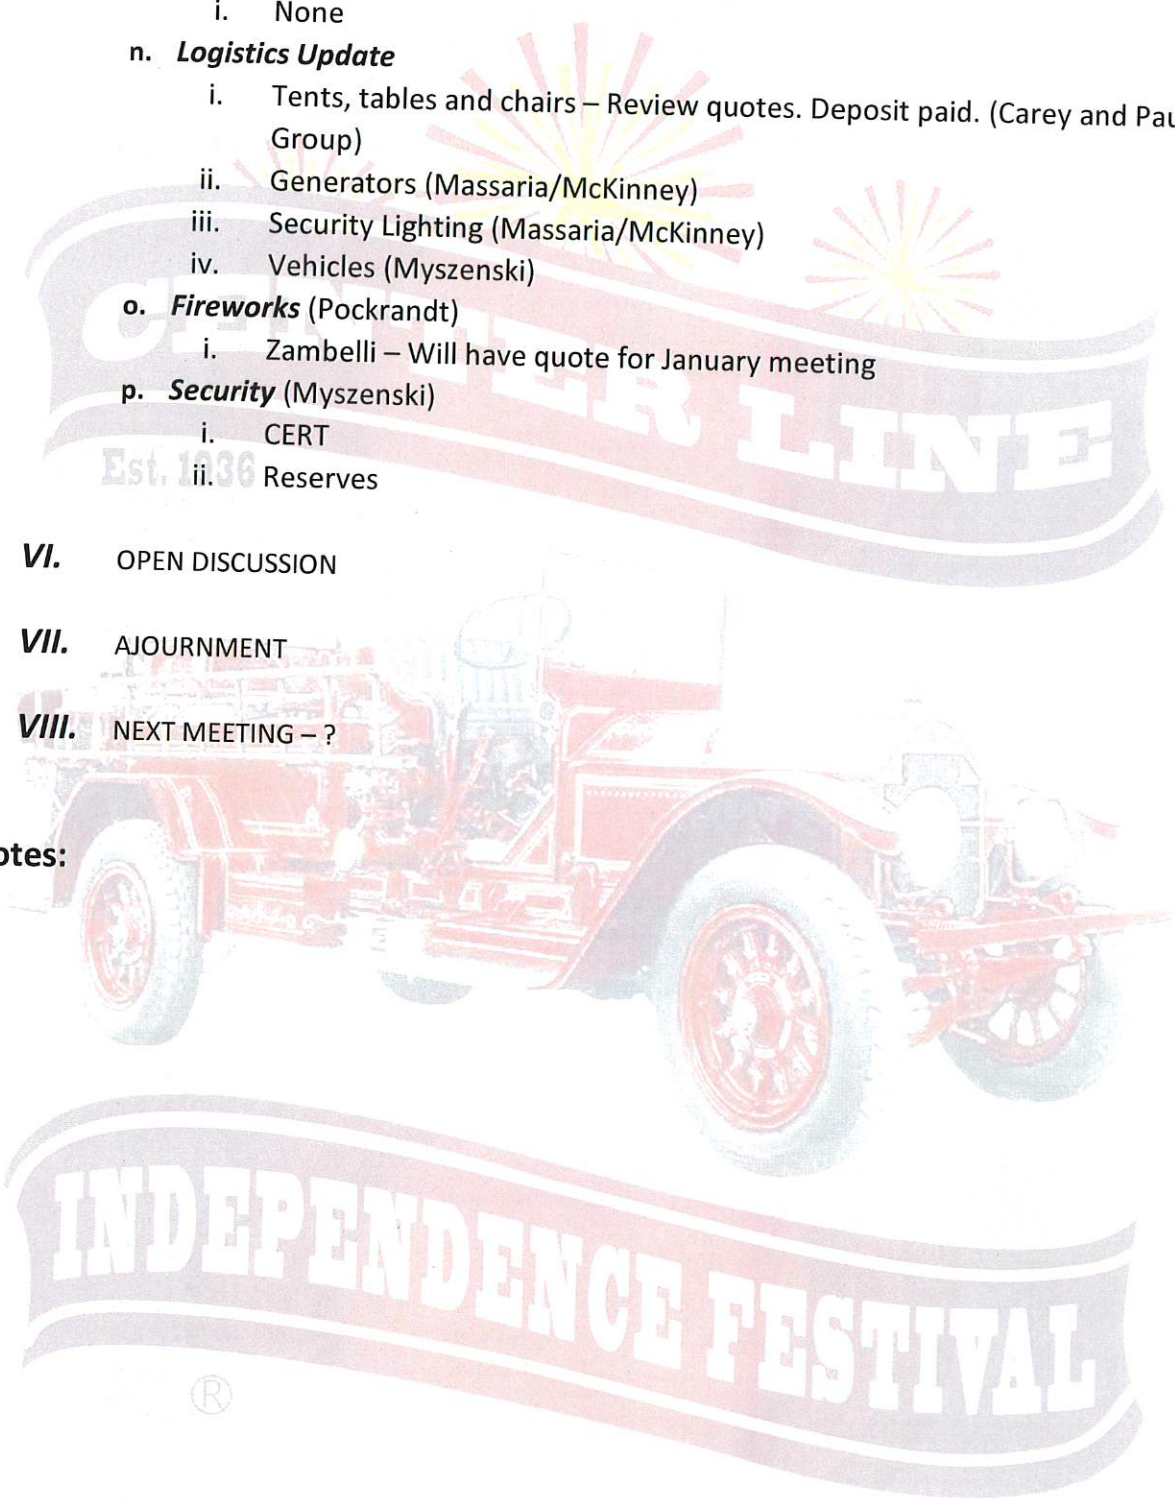 i. None
n. Logistics Update
i. Tents, tables and chairs – Review quotes. Deposit paid. (Carey and
Group)
ii. Generators (Massaria/McKinney)
iii. Security Lighting (Massaria/McKinney)
iv. Vehicles (Myszenski)
o. Fireworks (Pockrandt)
i. Zambelli – Will have quote for January meeting
p. Security (Myszenski)
i. CERT
ii. Reserves
CENTER LINE
Est. 1936
VI. OPEN DISCUSSION
VII. AJOURNMENT
VIII. NEXT MEETING – ?
otes:
INDEPENDENCE FESTIVAL
®